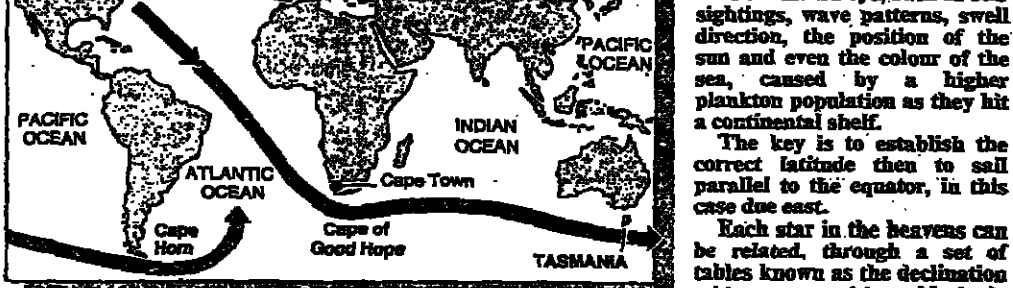 PACIFIC
OCEAN
PACIFIC
OCEAN
INDIAN
OCEAN
ATLANTIC
OCEAN
Cape Town
Cape
Horn
Cape of
Good Hope
TASMANIA
sightings, wave patterns, swell
direction, the position of the
sun and even the colour of the
sea, caused by a higher
plankton population as they hit
a continental shelf.
The key is to establish the
correct latitude then to sail
parallel to the equator, in this
case due east.
Each star in the heavens can
be related, through a set of
tables known as the declination